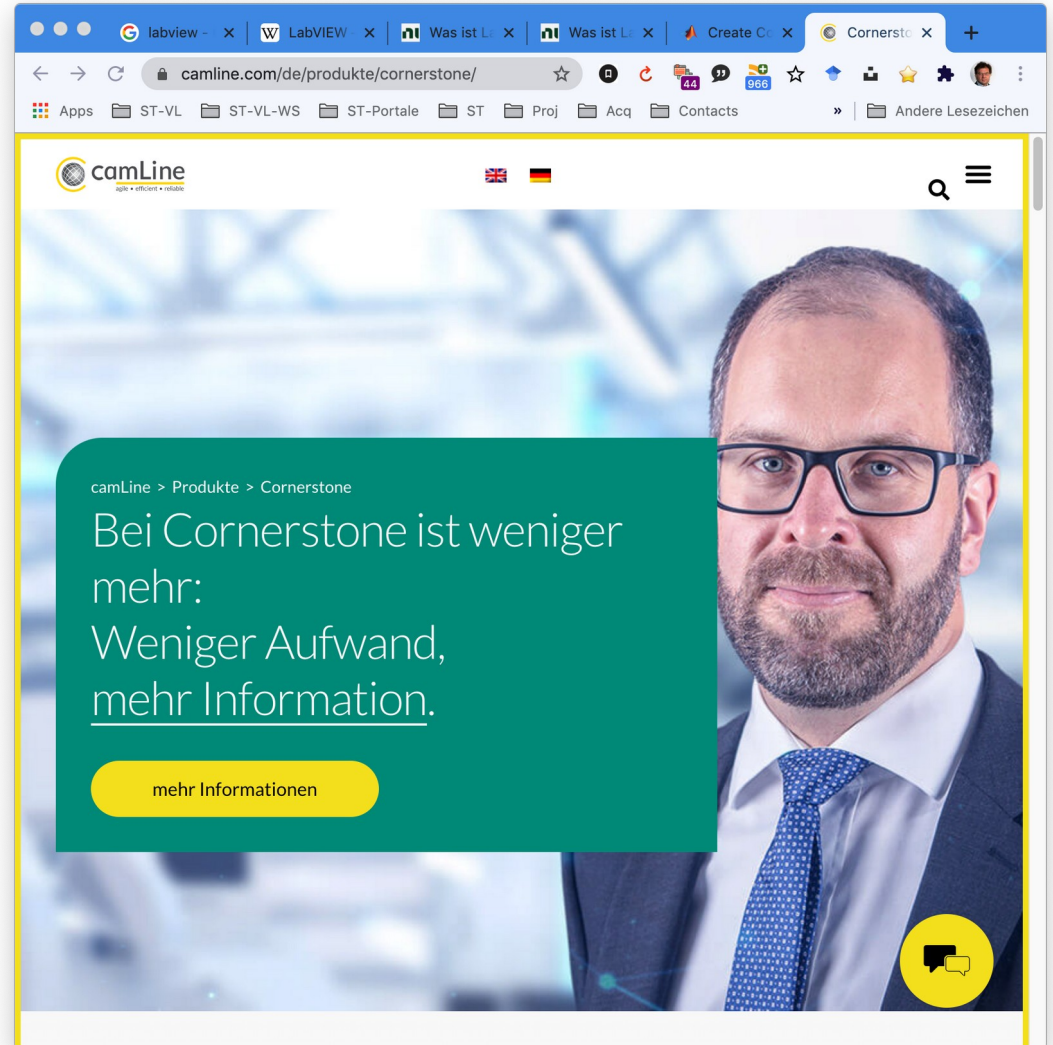 labview -
LabVIEW -
Was ist L
Was ist L
Create C
Cornersto
camline.com/de/produkte/cornerstone/
44
966
Apps
ST-VL
ST-VL-WS
ST-Portale
ST
Proj
Acq
Contacts
»
Andere Lesezeichen
camLine
agile • efficient • reliable
camLine > Produkte > Cornerstone
Bei Cornerstone ist weniger
mehr:
Weniger Aufwand,
mehr Information.
mehr Informationen